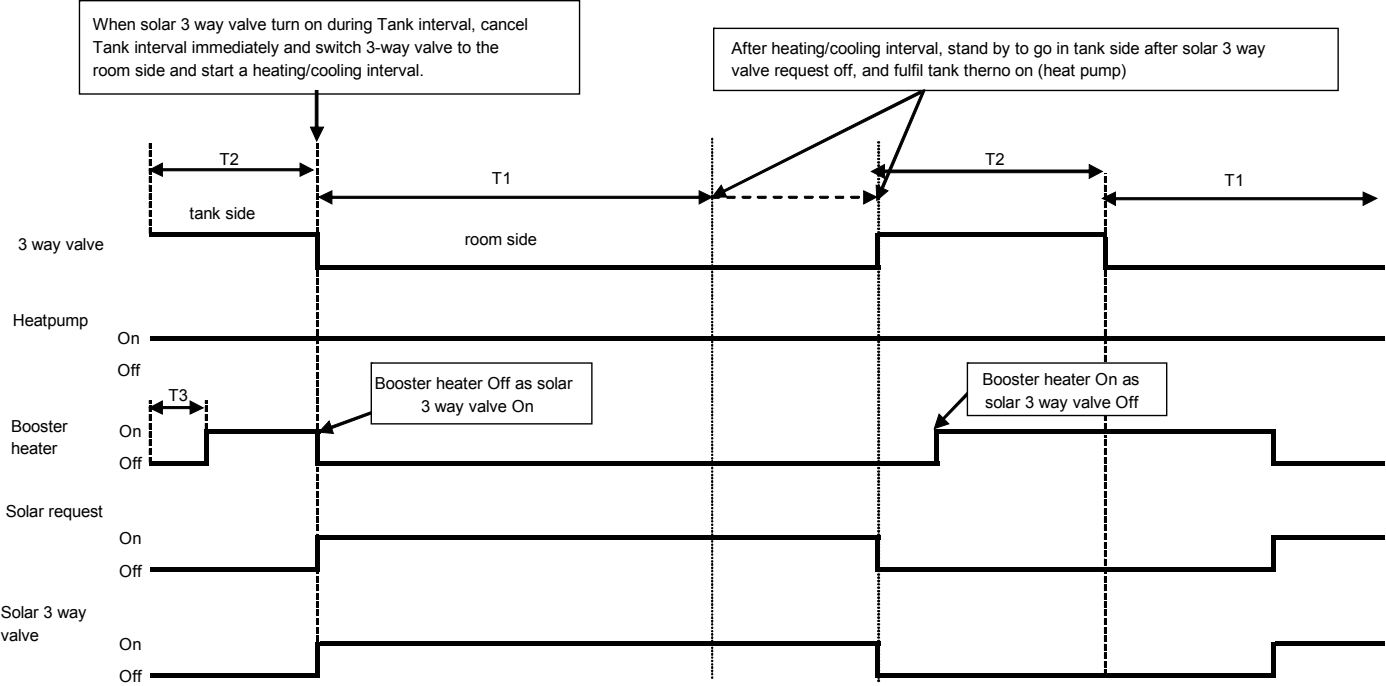 When solar 3 way valve turn on during Tank interval, cancel
Tank interval immediately and switch 3-way valve to the
room side and start a heating/cooling interval.
After heating/cooling interval, stand by to go in tank side after solar 3 way
valve request off, and fulfil tank therno on (heat pump)
T2
T1
T2
T1
tank side
room side
3 way valve
Heatpump
On
Off
T3
Booster heater Off as solar
3 way valve On
Booster heater On as
solar 3 way valve Off
Booster
heater
On
Off
Solar request
On
Off
Solar 3 way
valve
On
Off